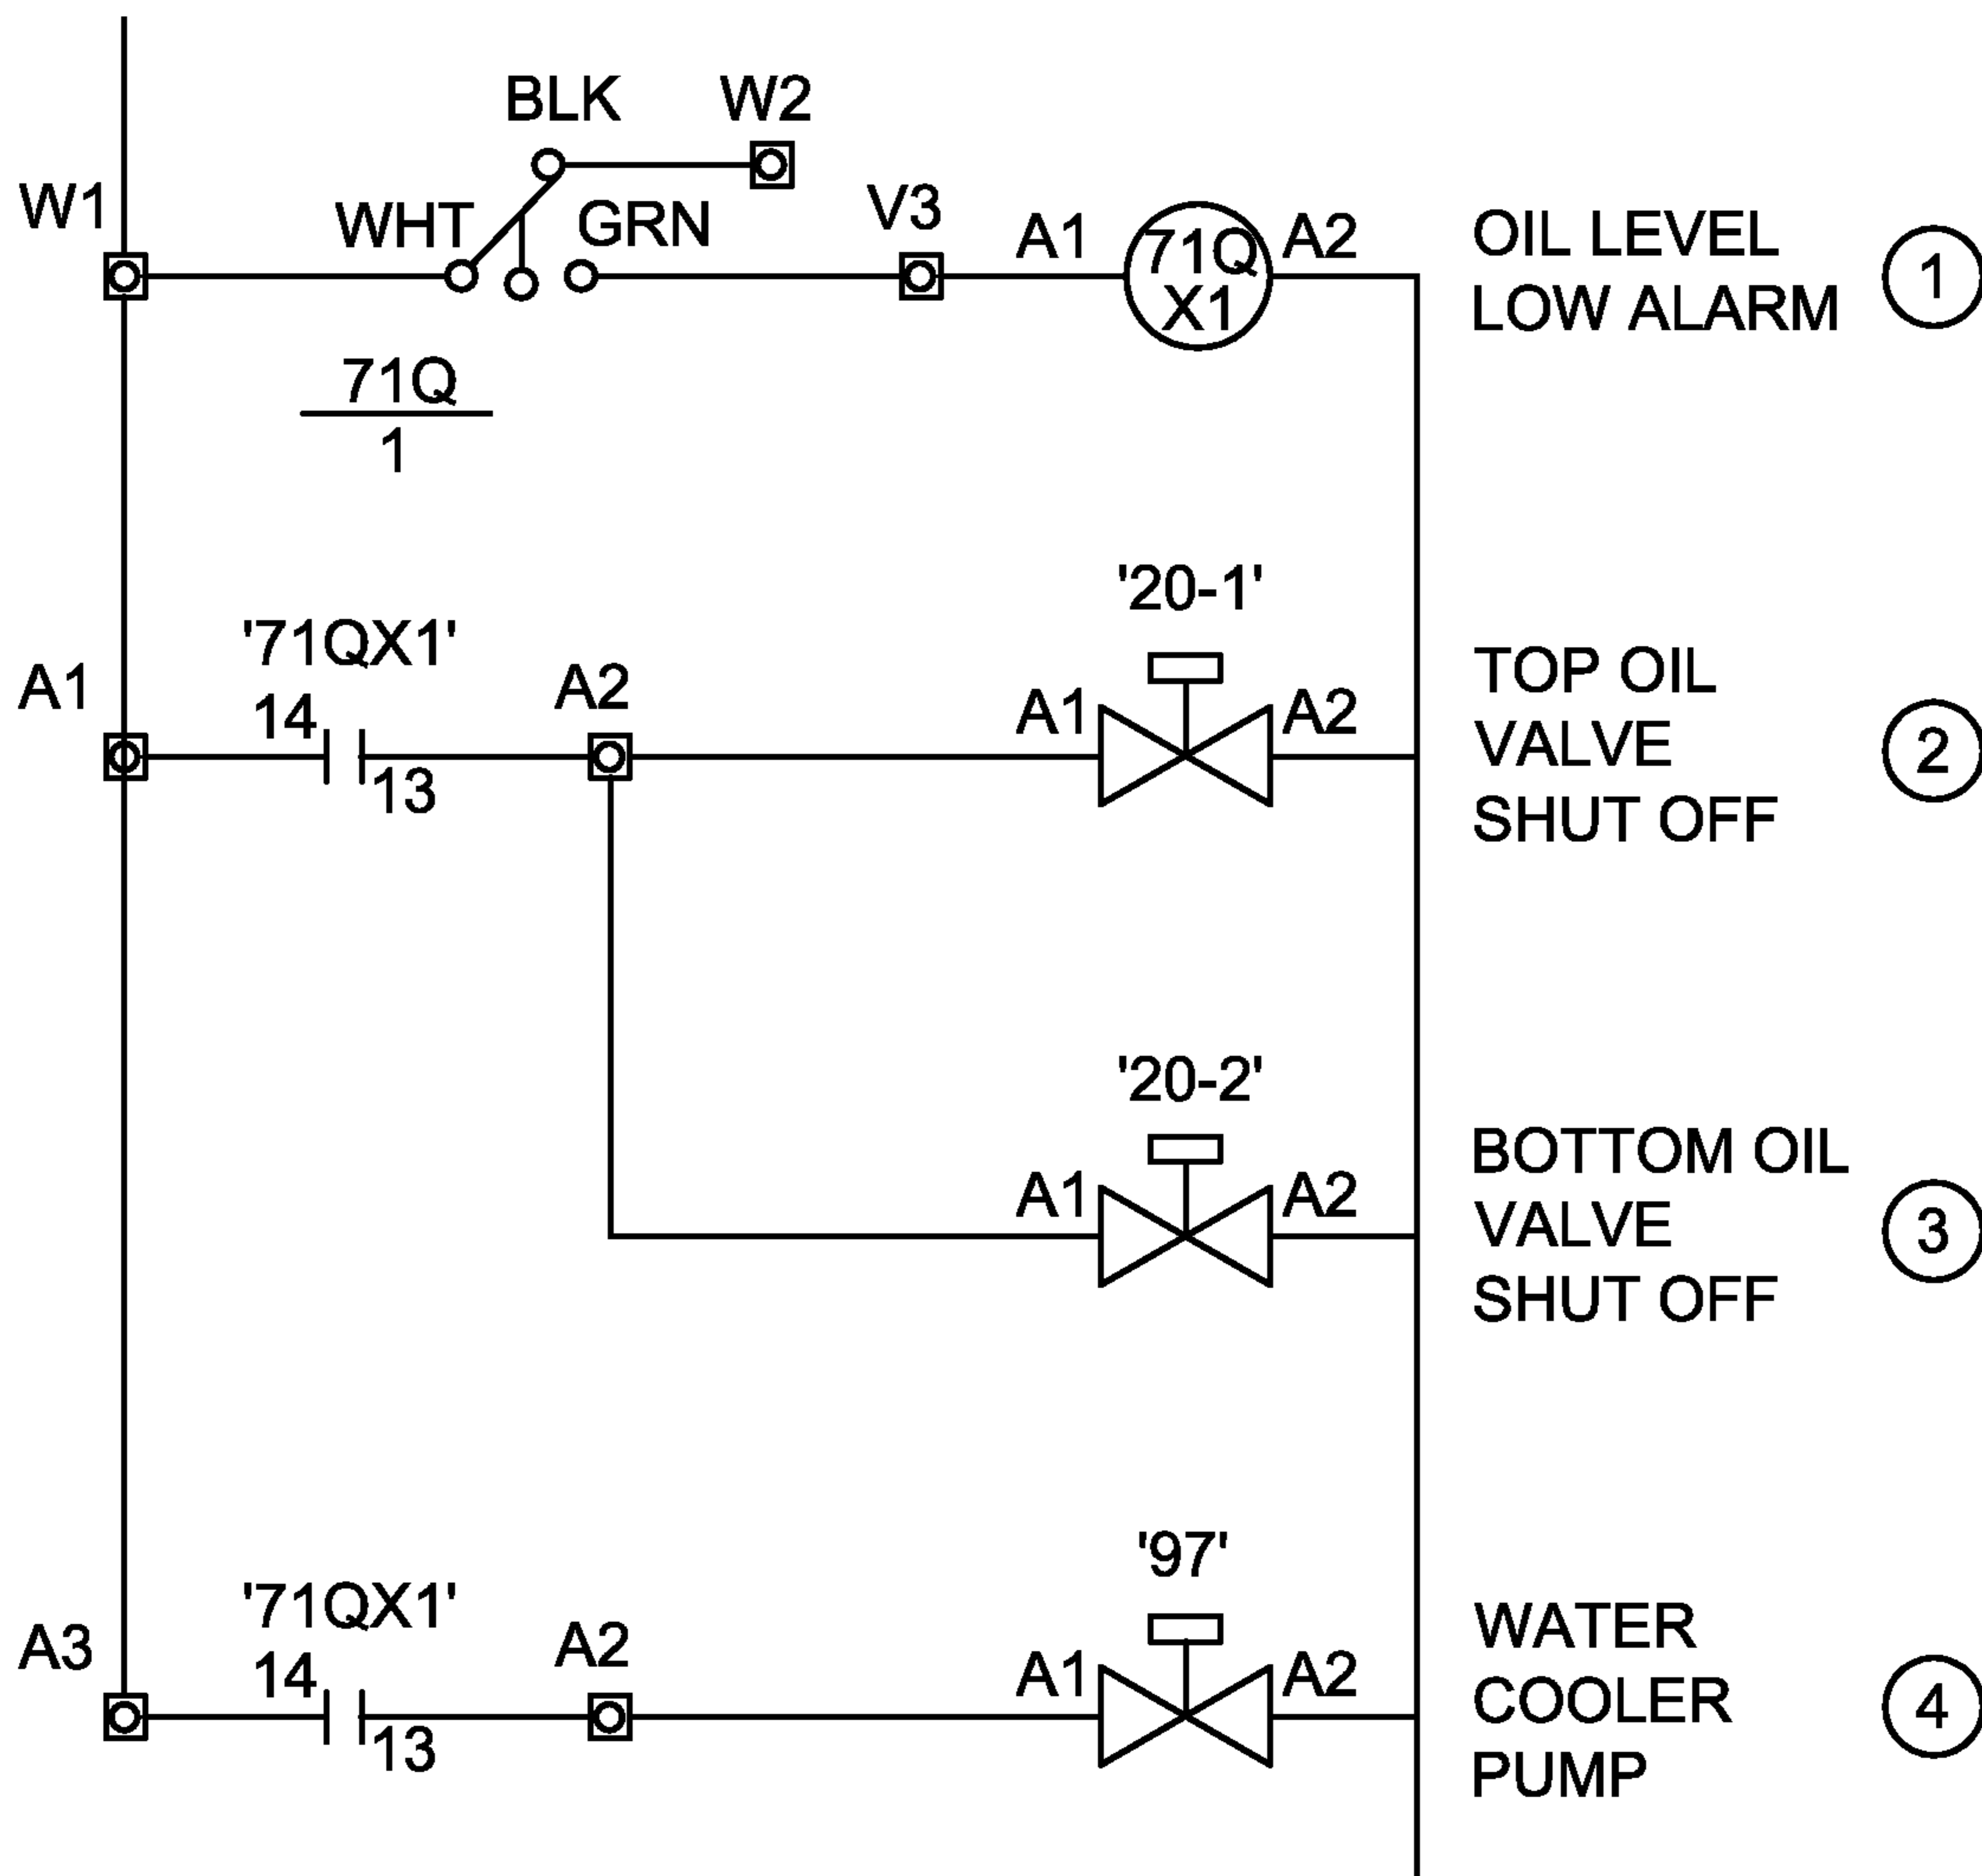 BLK W2
W1 WHT GRN V3 A1 71Q A2 OIL LEVEL 1
X1 LOW ALARM
71Q
1
'20-1'
'71QX1' TOP OIL
A1 14 A2 A1 A2 VALVE 2
13 SHUT OFF
'20-2'
BOTTOM OIL
A1 A2 VALVE 3
SHUT OFF
'97'
'71QX1' WATER
A3 14 A2 A1 A2 COOLER 4
13 PUMP